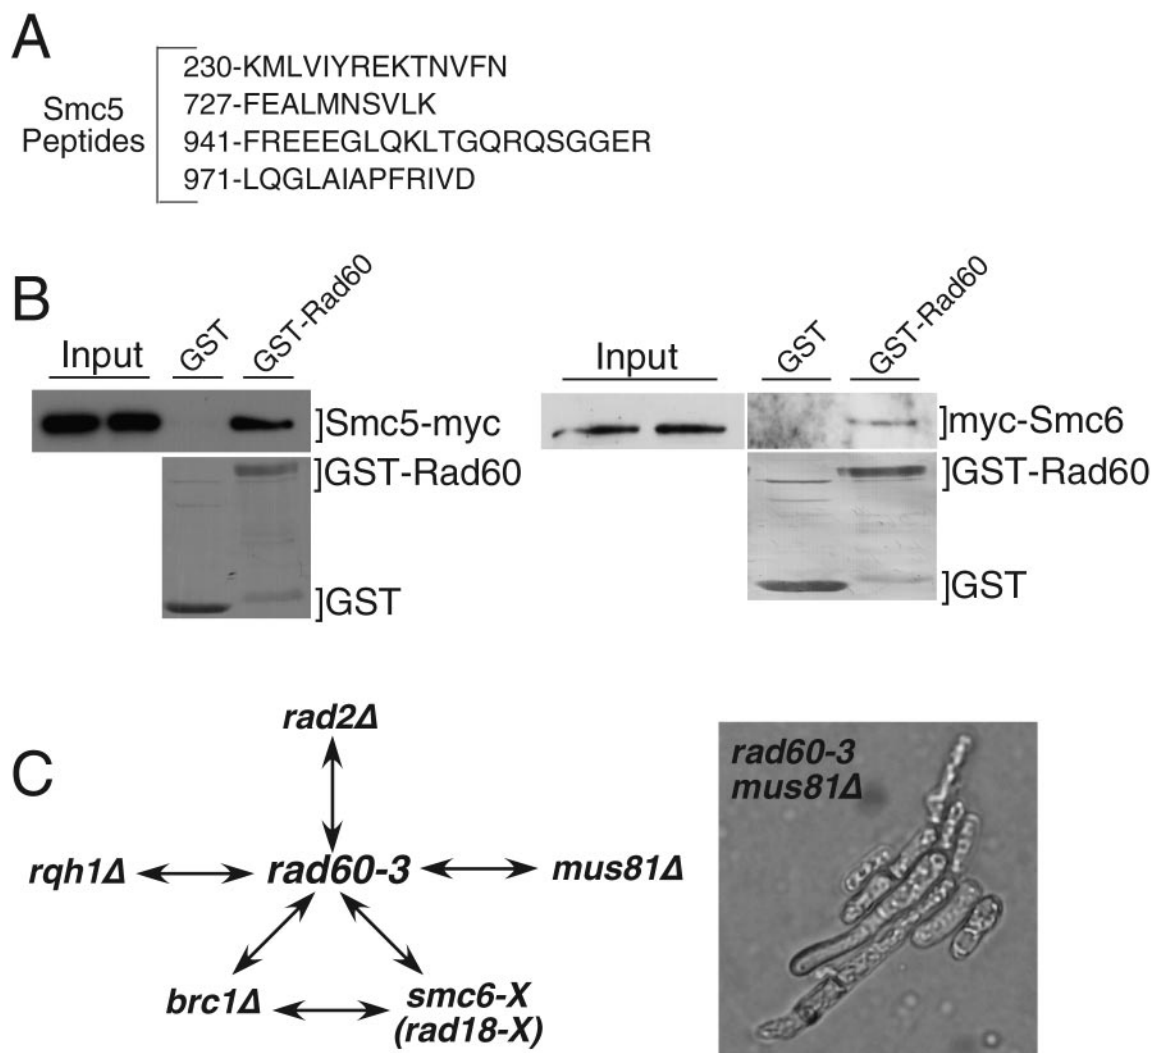 A
Smc5
Peptides
230-KMLVIYREKTNVFN
727-FEALMNSVLK
941-FREEEGLQKLTGQRQSGGER
971-LQGLAIAPFRIVD
B
Input
GST
GST-Rad60
]Smc5-myc
]GST-Rad60
]GST
Input
GST
GST-Rad60
]myc-Smc6
]GST-Rad60
]GST
C
rad2Δ
rqh1Δ
rad60-3
mus81Δ
brc1Δ
smc6-X
(rad18-X)
rad60-3
mus81Δ